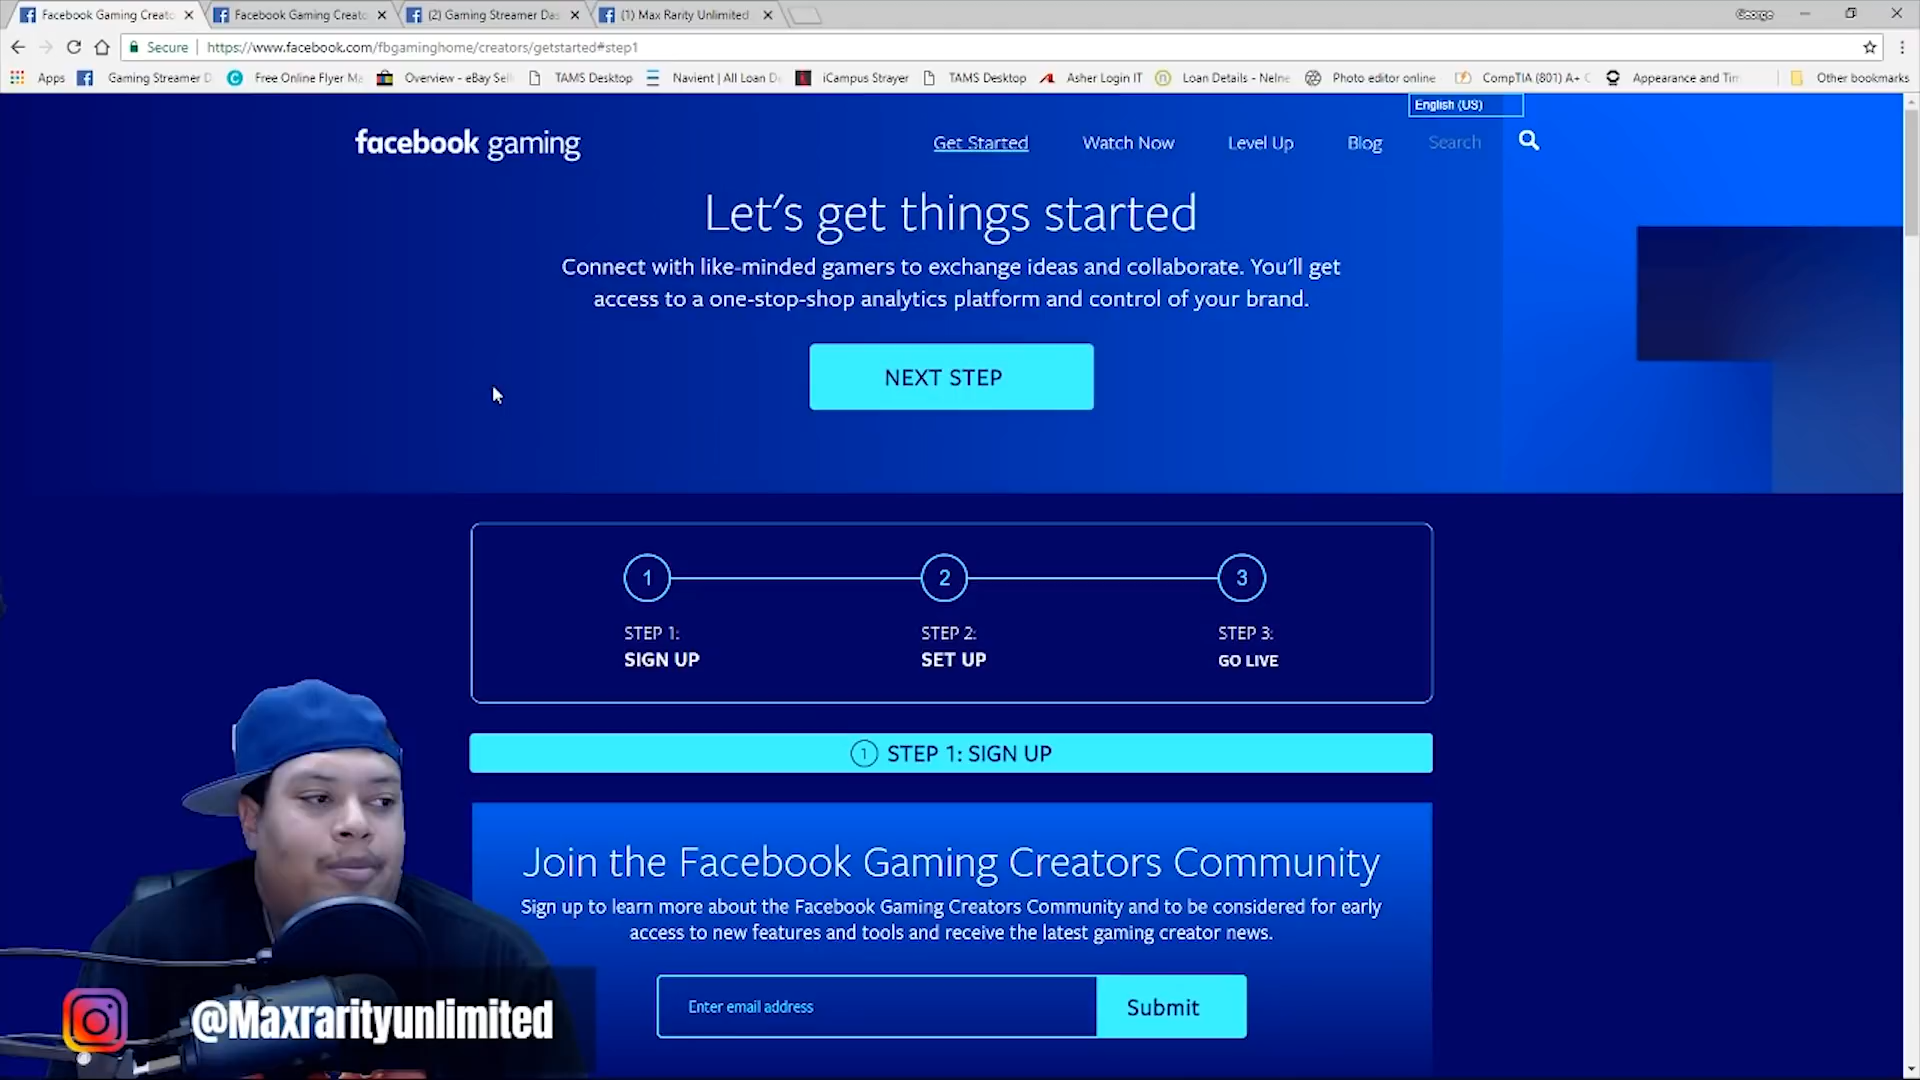 Facebook Gaming Creato
Facebook Gaming Creato
(2) Gaming Streamer Das
(1) Max Rarity Unlimited
George
Secure
https://www.facebook.com/fbgaminghome/creators/getstarted#step1
Apps
Gaming Streamer D
Free Online Flyer Ma
Overview - eBay Sell
TAMS Desktop
Navient | All Loan De
iCampus Strayer
TAMS Desktop
Asher Login IT
Loan Details - Nelne
Photo editor online
CompTIA (801) A+ C
Appearance and Tim
Other bookmarks
English (US)
facebook gaming
Get Started
Watch Now
Level Up
Blog
Search
Let's get things started
Connect with like-minded gamers to exchange ideas and collaborate. You'll get
access to a one-stop-shop analytics platform and control of your brand.
NEXT STEP
1
2
3
STEP 1:
SIGN UP
STEP 2:
SET UP
STEP 3:
GO LIVE
1 STEP 1: SIGN UP
Join the Facebook Gaming Creators Community
Sign up to learn more about the Facebook Gaming Creators Community and to be considered for early
access to new features and tools and receive the latest gaming creator news.
Enter email address
Submit
@Maxrarityunlimited